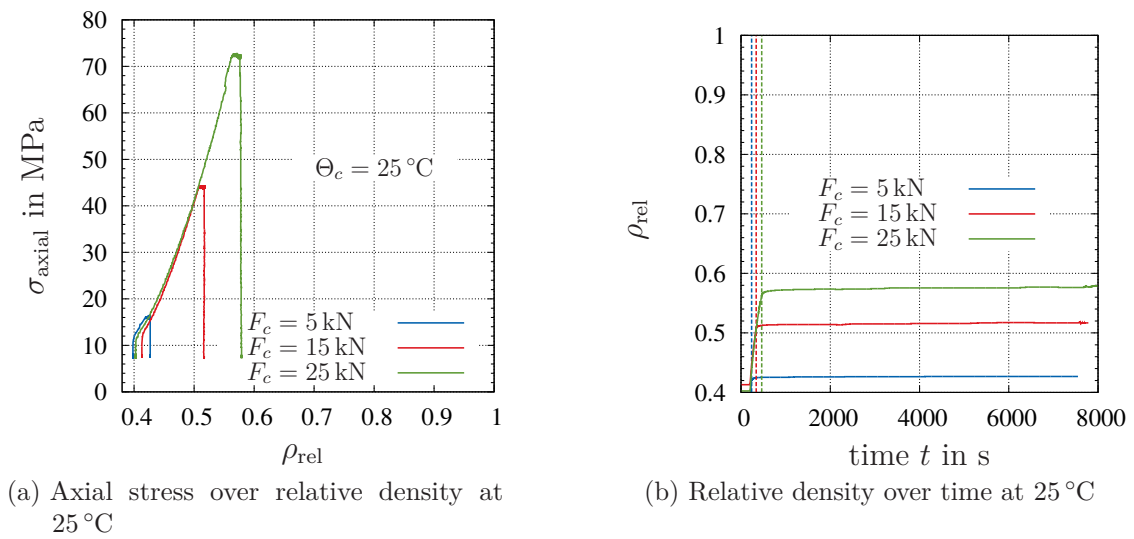 80
70
60
50
40
30
20
10
0
σaxial in MPa
Θc = 25 °C
Fc = 5 kN
Fc = 15 kN
Fc = 25 kN
0.4 0.5 0.6 0.7 0.8 0.9 1
ρrel
(a) Axial stress over relative density at
25 °C
1
0.9
0.8
0.7
0.6
0.5
0.4
ρrel
Fc = 5 kN
Fc = 15 kN
Fc = 25 kN
0 2000 4000 6000 8000
time t in s
(b) Relative density over time at 25 °C